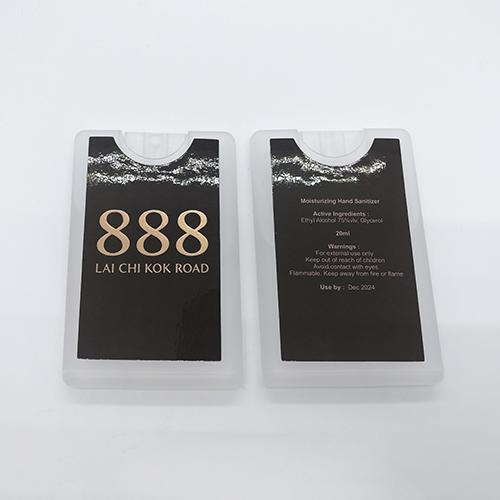 888
LAI CHI KOK ROAD
Moisturizing Hand Sanitizer
Active Ingredients :
Ethyl Alcohol 75%v/v, Glycerol
20ml
Warnings :
For external use only
Keep out of reach of children
Avoid contact with eyes
Flammable. Keep away from fire or flame
Use by : Dec 2024